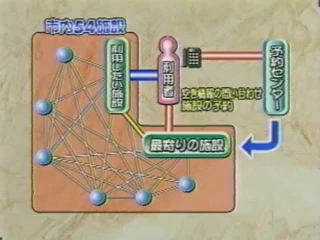 市内54施設
利用したい施設
利用者
予約センター
空き情報の問い合わせ
施設の予約
最寄りの施設